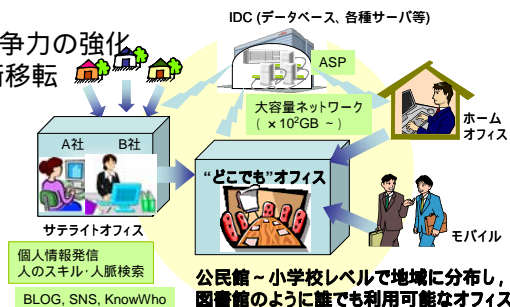 IDC (データベース、各種サーバ等)
争力の強化
移転
ASP
大容量ネットワーク
( ×10²GB ~ )
ホーム
オフィス
A社 B社
“どこでも”オフィス
サテライトオフィス
モバイル
個人情報発信
人のスキル・人脈検索
BLOG, SNS, KnowWho
公民館~小学校レベルで地域に分布し,
図書館のように誰でも利用可能なオフィス